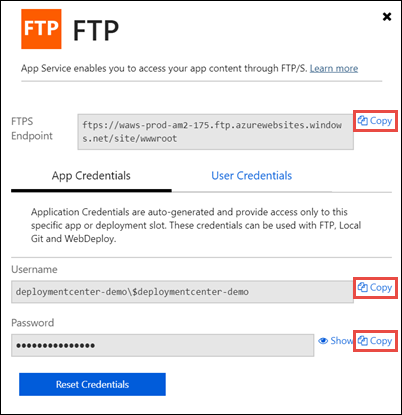 FTP FTP
App Service enables you to access your app content through FTP/S. Learn more
FTPS
Endpoint
ftps://waws-prod-am2-175.ftp.azurewebsites.window
s.net/site/wwwroot
Copy
App Credentials User Credentials
Application Credentials are auto-generated and provide access only to this
specific app or deployment slot. These credentials can be used with FTP, Local
Git and WebDeploy.
Username
deploymentcenter-demo\$deploymentcenter-demo Copy
Password
••••••••••••••• Show Copy
Reset Credentials